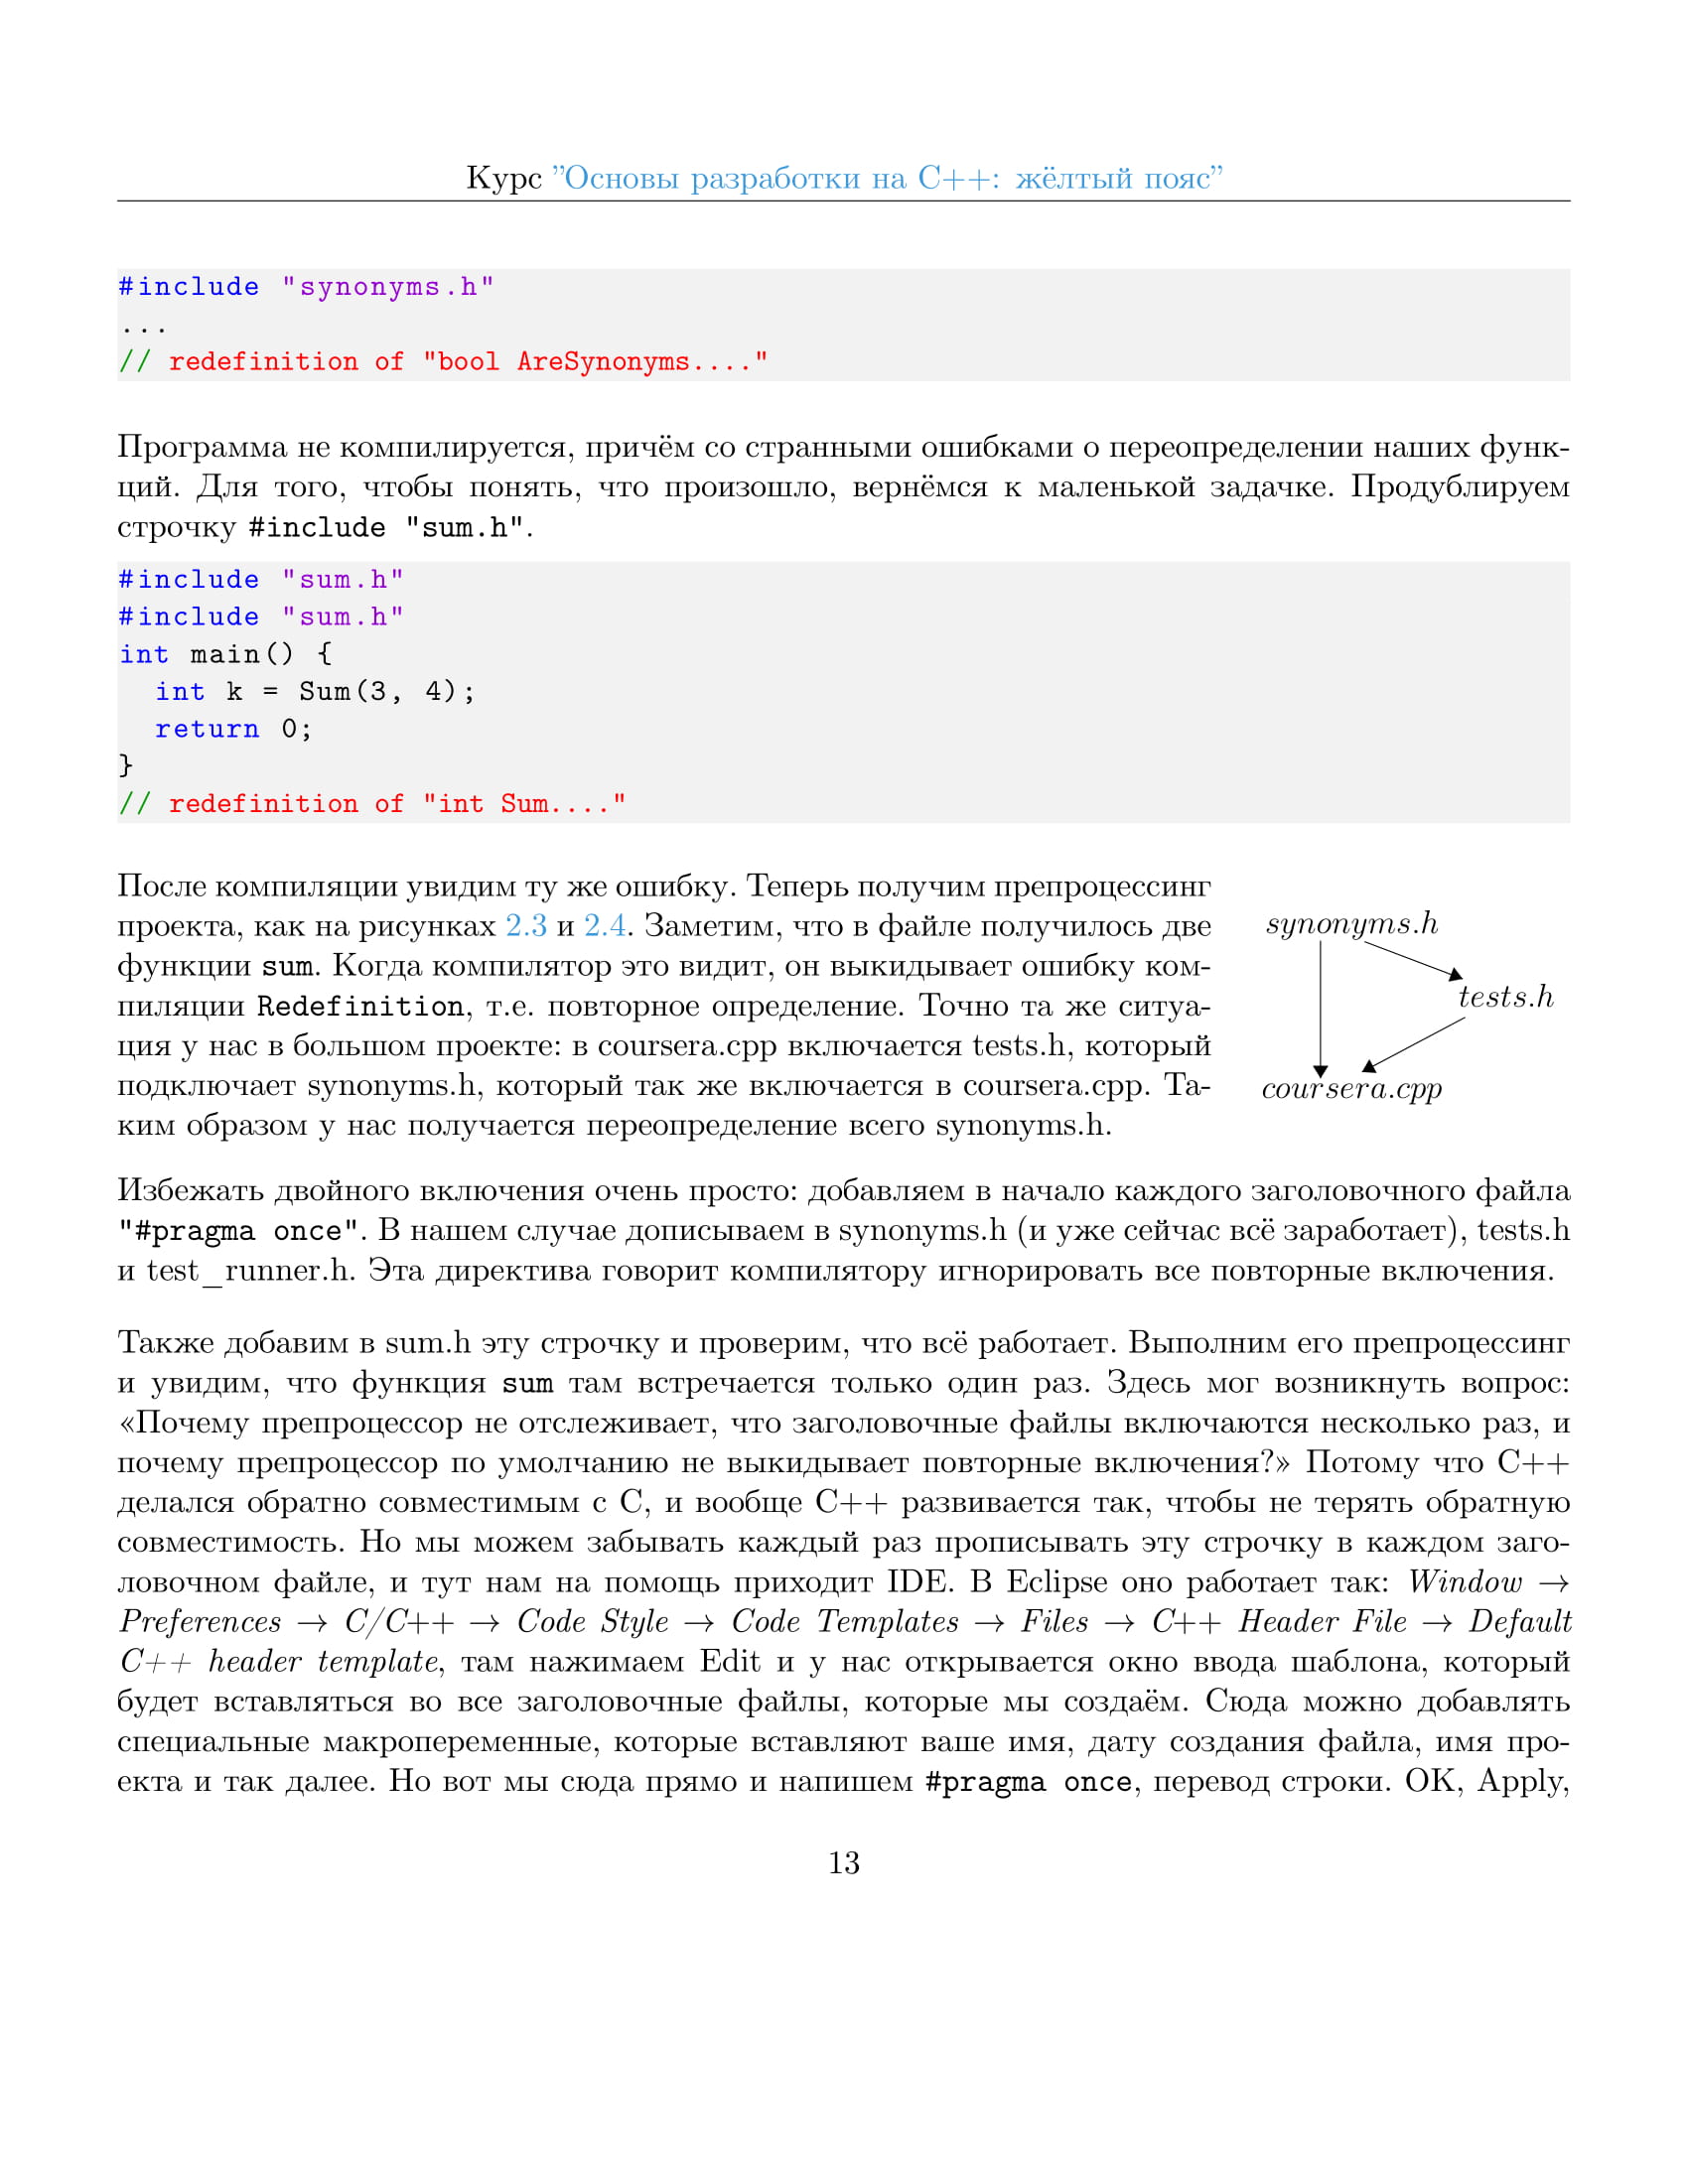 Курс ”Основы разработки на C++: жёлтый пояс”
#include "synonyms.h"
...
// redefinition of "bool AreSynonyms...."
Программа не компилируется, причём со странными ошибками о переопределении наших функ-
ций. Для того, чтобы понять, что произошло, вернёмся к маленькой задачке. Продублируем
строчку #include "sum.h".
#include "sum.h"
#include "sum.h"
int main() {
  int k = Sum(3, 4);
  return 0;
}
// redefinition of "int Sum...."
После компиляции увидим ту же ошибку. Теперь получим препроцессинг
проекта, как на рисунках 2.3 и 2.4. Заметим, что в файле получилось две
функции sum. Когда компилятор это видит, он выкидывает ошибку ком-
пиляции Redefinition, т.е. повторное определение. Точно та же ситуа-
ция у нас в большом проекте: в coursera.cpp включается tests.h, который
подключает synonyms.h, который так же включается в coursera.cpp. Та-
ким образом у нас получается переопределение всего synonyms.h.
synonyms.h
tests.h
coursera.cpp
Избежать двойного включения очень просто: добавляем в начало каждого заголовочного файла
"#pragma once". В нашем случае дописываем в synonyms.h (и уже сейчас всё заработает), tests.h
и test_runner.h. Эта директива говорит компилятору игнорировать все повторные включения.
Также добавим в sum.h эту строчку и проверим, что всё работает. Выполним его препроцессинг
и увидим, что функция sum там встречается только один раз. Здесь мог возникнуть вопрос:
«Почему препроцессор не отслеживает, что заголовочные файлы включаются несколько раз, и
почему препроцессор по умолчанию не выкидывает повторные включения?» Потому что C++
делался обратно совместимым с C, и вообще C++ развивается так, чтобы не терять обратную
совместимость. Но мы можем забывать каждый раз прописывать эту строчку в каждом заго-
ловочном файле, и тут нам на помощь приходит IDE. В Eclipse оно работает так: Window →
Preferences → C/C++ → Code Style → Code Templates → Files → C++ Header File → Default
C++ header template, там нажимаем Edit и у нас открывается окно ввода шаблона, который
будет вставляться во все заголовочные файлы, которые мы создаём. Сюда можно добавлять
специальные макропеременные, которые вставляют ваше имя, дату создания файла, имя про-
екта и так далее. Но вот мы сюда прямо и напишем #pragma once, перевод строки. OK, Apply,
13